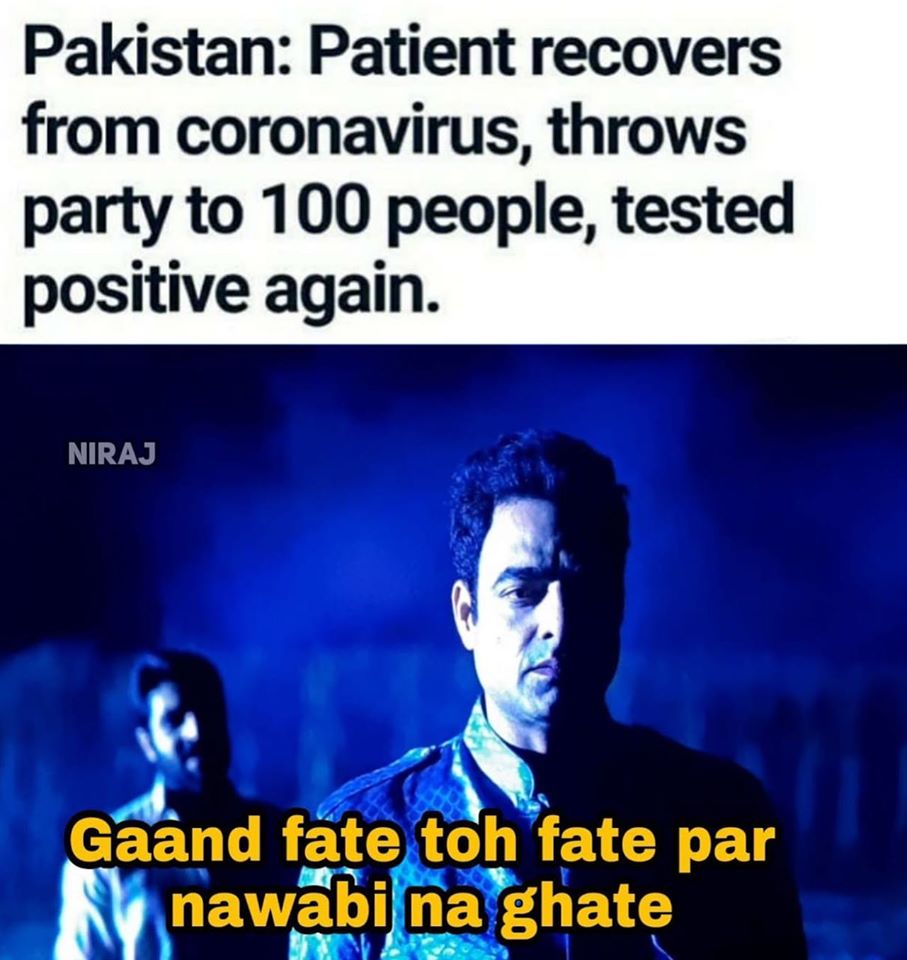 Pakistan: Patient recovers
from coronavirus, throws
party to 100 people, tested
positive again.
NIRAJ
Gaand fate toh fate par
nawabi na ghate